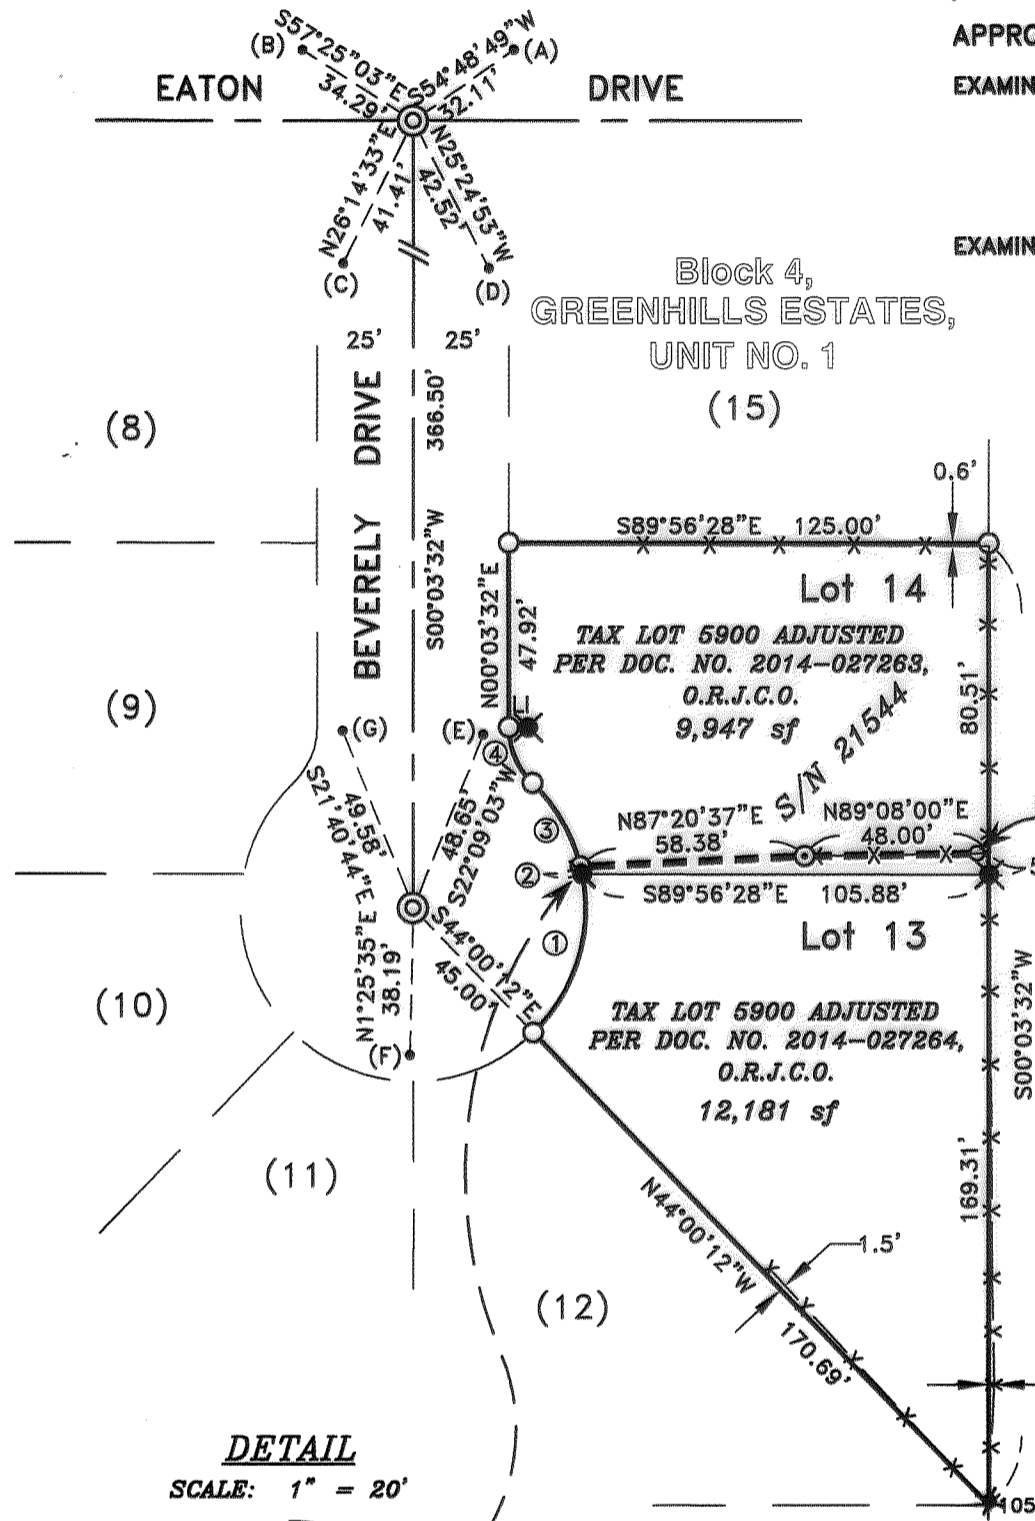 APPRO
EXAMIN
EXAMIN
S57°25'03"E
34.29'
(B)
S54°48'49"W
32.11'
(A)
EATON DRIVE
N26°14'33"E
41.41'
(C)
N25°24'53"W
42.52'
(D)
Block 4,
GREENHILLS ESTATES,
UNIT NO. 1
(15)
25' 25'
BEVERELY DRIVE
366.50'
S00°03'32"W
(8)
0.6'
S89°56'28"E 125.00'
Lot 14
N00°03'32"E
47.92'
TAX LOT 5900 ADJUSTED
PER DOC. NO. 2014-027263,
O.R.J.C.O.
9,947 sf
S/N 21544
80.51'
(9)
(G)
(E)
4
S21°40'44"E
49.58'
S22°09'03"W
48.65'
3
N87°20'37"E
58.38'
N89°08'00"E
48.00'
2
S89°56'28"E 105.88'
Lot 13
1
S44°00'12"E
45.00'
N1°25'35"E
38.19'
(F)
(10)
TAX LOT 5900 ADJUSTED
PER DOC. NO. 2014-027264,
O.R.J.C.O.
12,181 sf
S00°03'32"W
169.31'
(11)
N44°00'12"W
170.69'
1.5'
(12)
DETAIL
SCALE: 1" = 20'
105